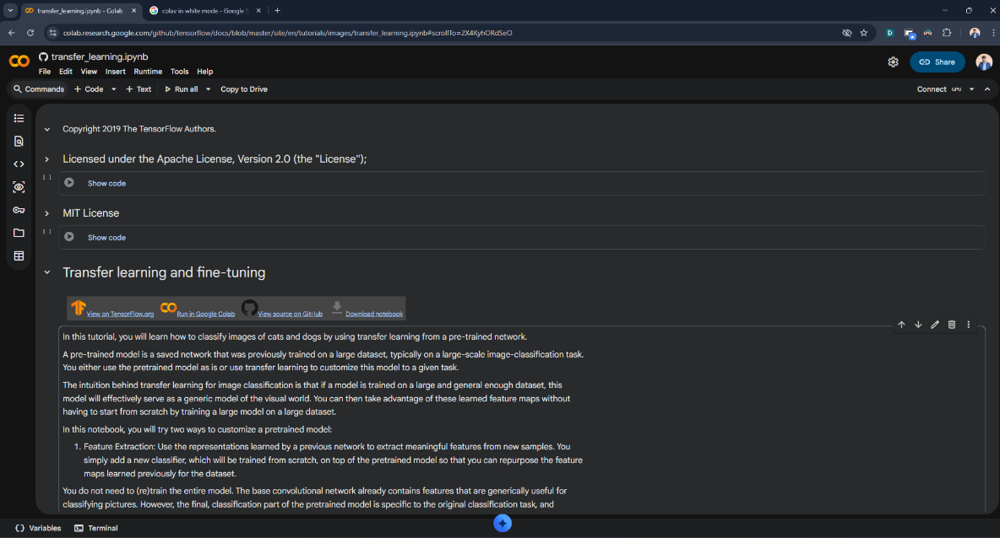 transfer_learning.ipynb - Colab
colav in white mode - Google S
colab.research.google.com/github/tensorflow/docs/blob/master/site/en/tutorials/images/transfer_learning.ipynb#scrollTo=2X4KyhORdSeO
transfer_learning.ipynb
File Edit View Insert Runtime Tools Help
Share
Commands + Code + Text Run all Copy to Drive
Connect GPU
Copyright 2019 The TensorFlow Authors.
Licensed under the Apache License, Version 2.0 (the "License");
[ ] Show code
MIT License
[ ] Show code
Transfer learning and fine-tuning
View on TensorFlow.org Run in Google Colab View source on GitHub Download notebook
In this tutorial, you will learn how to classify images of cats and dogs by using transfer learning from a pre-trained network.
A pre-trained model is a saved network that was previously trained on a large dataset, typically on a large-scale image-classification task.
You either use the pretrained model as is or use transfer learning to customize this model to a given task.
The intuition behind transfer learning for image classification is that if a model is trained on a large and general enough dataset, this
model will effectively serve as a generic model of the visual world. You can then take advantage of these learned feature maps without
having to start from scratch by training a large model on a large dataset.
In this notebook, you will try two ways to customize a pretrained model:
1. Feature Extraction: Use the representations learned by a previous network to extract meaningful features from new samples. You
simply add a new classifier, which will be trained from scratch, on top of the pretrained model so that you can repurpose the feature
maps learned previously for the dataset.
You do not need to (re)train the entire model. The base convolutional network already contains features that are generically useful for
classifying pictures. However, the final, classification part of the pretrained model is specific to the original classification task, and
{} Variables Terminal